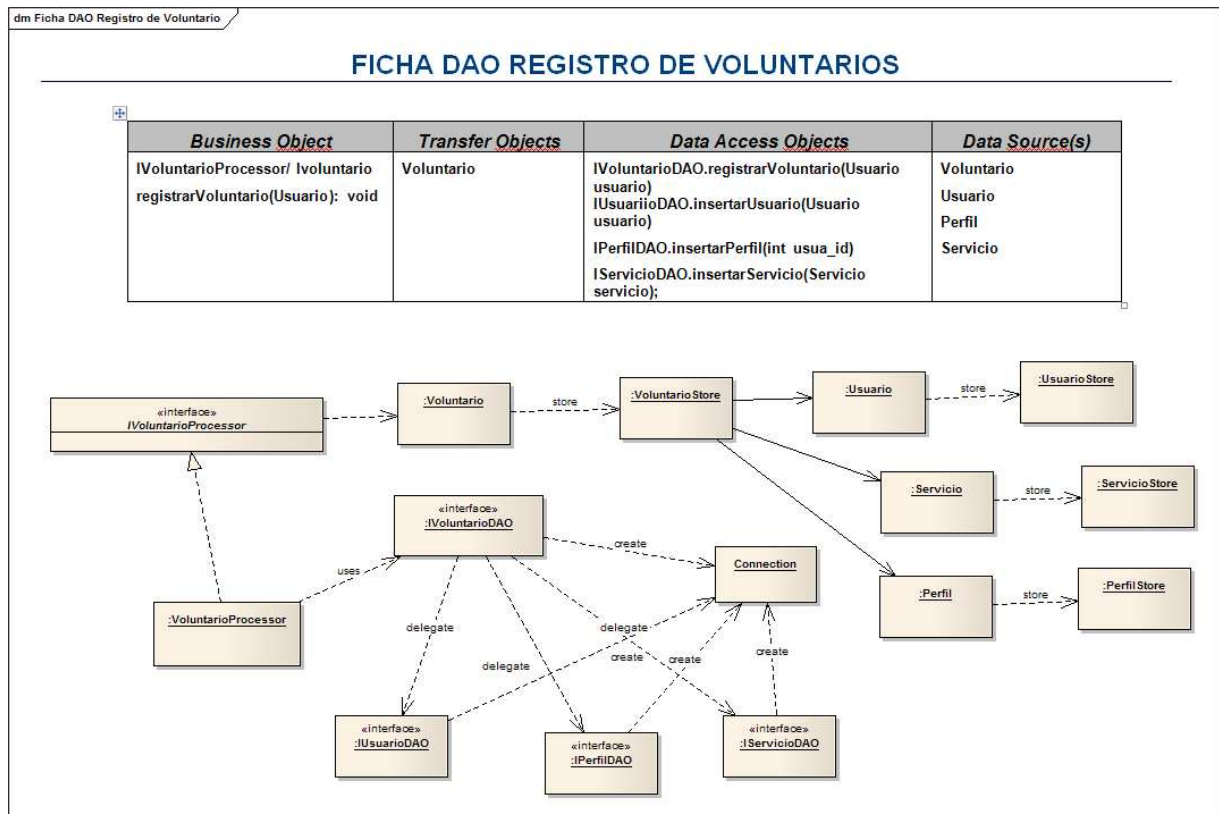 dm Ficha DAO Registro de Voluntario
FICHA DAO REGISTRO DE VOLUNTARIOS
Business Object
Transfer Objects
Data Access Objects
Data Source(s)
IVoluntarioProcessor/ Ivoluntario
registrarVoluntario(Usuario): void
Voluntario
IVoluntarioDAO.registrarVoluntario(Usuario
usuario)
IUsuariioDAO.insertarUsuario(Usuario
usuario)
IPerfilDAO.insertarPerfil(int usua_id)
IServicioDAO.insertarServicio(Servicio
servicio);
Voluntario
Usuario
Perfil
Servicio
«interface»
IVoluntarioProcessor
:Voluntario
store
:VoluntarioStore
:Usuario
store
:UsuarioStore
:Servicio
store
:ServicioStore
«interface»
:IVoluntarioDAO
create
Connection
:Perfil
store
:PerfilStore
uses
:VoluntarioProcessor
delegate
delegate
delegate
create
create
create
«interface»
:IUsuarioDAO
«interface»
:IPerfilDAO
«interface»
:IServicioDAO